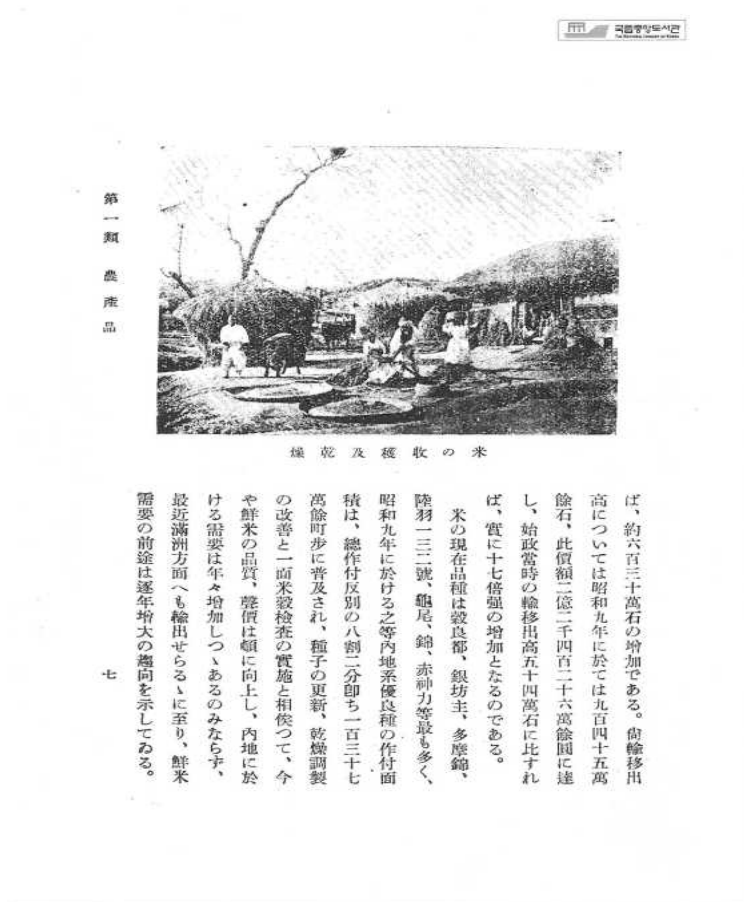 국립중앙도서관
THE NATIONAL LIBRARY OF KOREA
第一類 農産品
米の收穫及乾燥
ば、約六百三十萬石の增加である。尙輸移出
高については昭和九年に於ては九百四十五萬
餘石、此價額二億二千四百二十六萬餘圓に達
し、始政當時の輸移出高五十四萬石に比すれ
ば、實に十七倍强の增加となるのである。
米の現在品種は穀良都、銀坊主、多摩錦、
陸羽一三二號、龜尾、錦、赤神力等最も多く、
昭和九年に於ける之等內地系優良種の作付面
積は、總作付反別の八割二分卽ち一百三十七
萬餘町步に普及され、種子の更新、乾燥調製
の改善と一面米穀檢査の實施と相俟つて、今
や鮮米の品質、聲價は頓に向上し、內地に於
ける需要は年々增加しつゝあるのみならず、
最近滿洲方面へも輸出せらるゝに至り、鮮米
需要の前途は逐年增大の趨向を示してゐる。
七